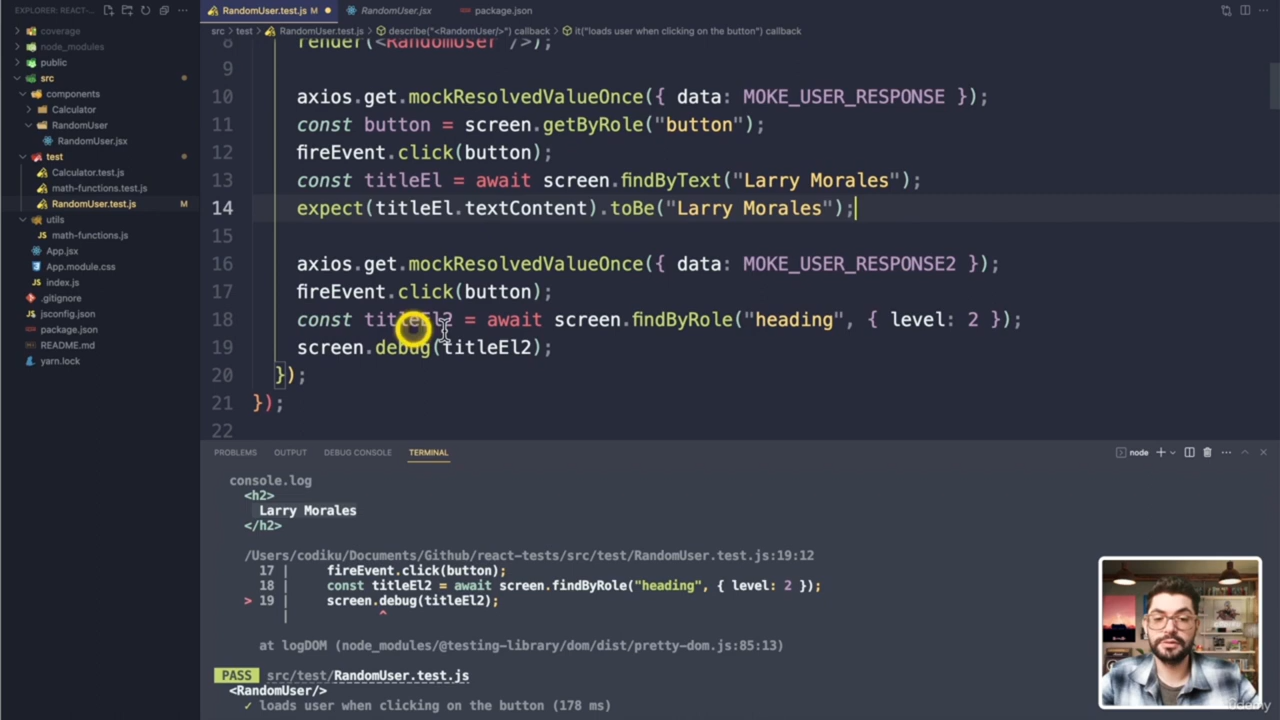 EXPLORER: REACT-...
coverage
node_modules
public
src
components
Calculator
RandomUser
RandomUser.jsx
test
Calculator.test.js
math-functions.test.js
RandomUser.test.js M
utils
math-functions.js
App.jsx
App.module.css
index.js
.gitignore
jsconfig.json
package.json
README.md
yarn.lock
RandomUser.test.js M
RandomUser.jsx
package.json
src > test > RandomUser.test.js > describe("<RandomUser/>") callback > it("loads user when clicking on the button") callback
8 render(<RandomUser />);
9
10 axios.get.mockResolvedValueOnce({ data: MOKE_USER_RESPONSE });
11 const button = screen.getByRole("button");
12 fireEvent.click(button);
13 const titleEl = await screen.findByText("Larry Morales");
14 expect(titleEl.textContent).toBe("Larry Morales");
15
16 axios.get.mockResolvedValueOnce({ data: MOKE_USER_RESPONSE2 });
17 fireEvent.click(button);
18 const titleEl2 = await screen.findByRole("heading", { level: 2 });
19 screen.debug(titleEl2);
20 });
21 });
22
PROBLEMS OUTPUT DEBUG CONSOLE TERMINAL
node
console.log
<h2>
Larry Morales
</h2>
/Users/codiku/Documents/Github/react-tests/src/test/RandomUser.test.js:19:12
17 | fireEvent.click(button);
18 | const titleEl2 = await screen.findByRole("heading", { level: 2 });
> 19 | screen.debug(titleEl2);
| ^
at logDOM (node_modules/@testing-library/dom/dist/pretty-dom.js:85:13)
PASS src/test/RandomUser.test.js
<RandomUser/>
✓ loads user when clicking on the button (178 ms)
udemy